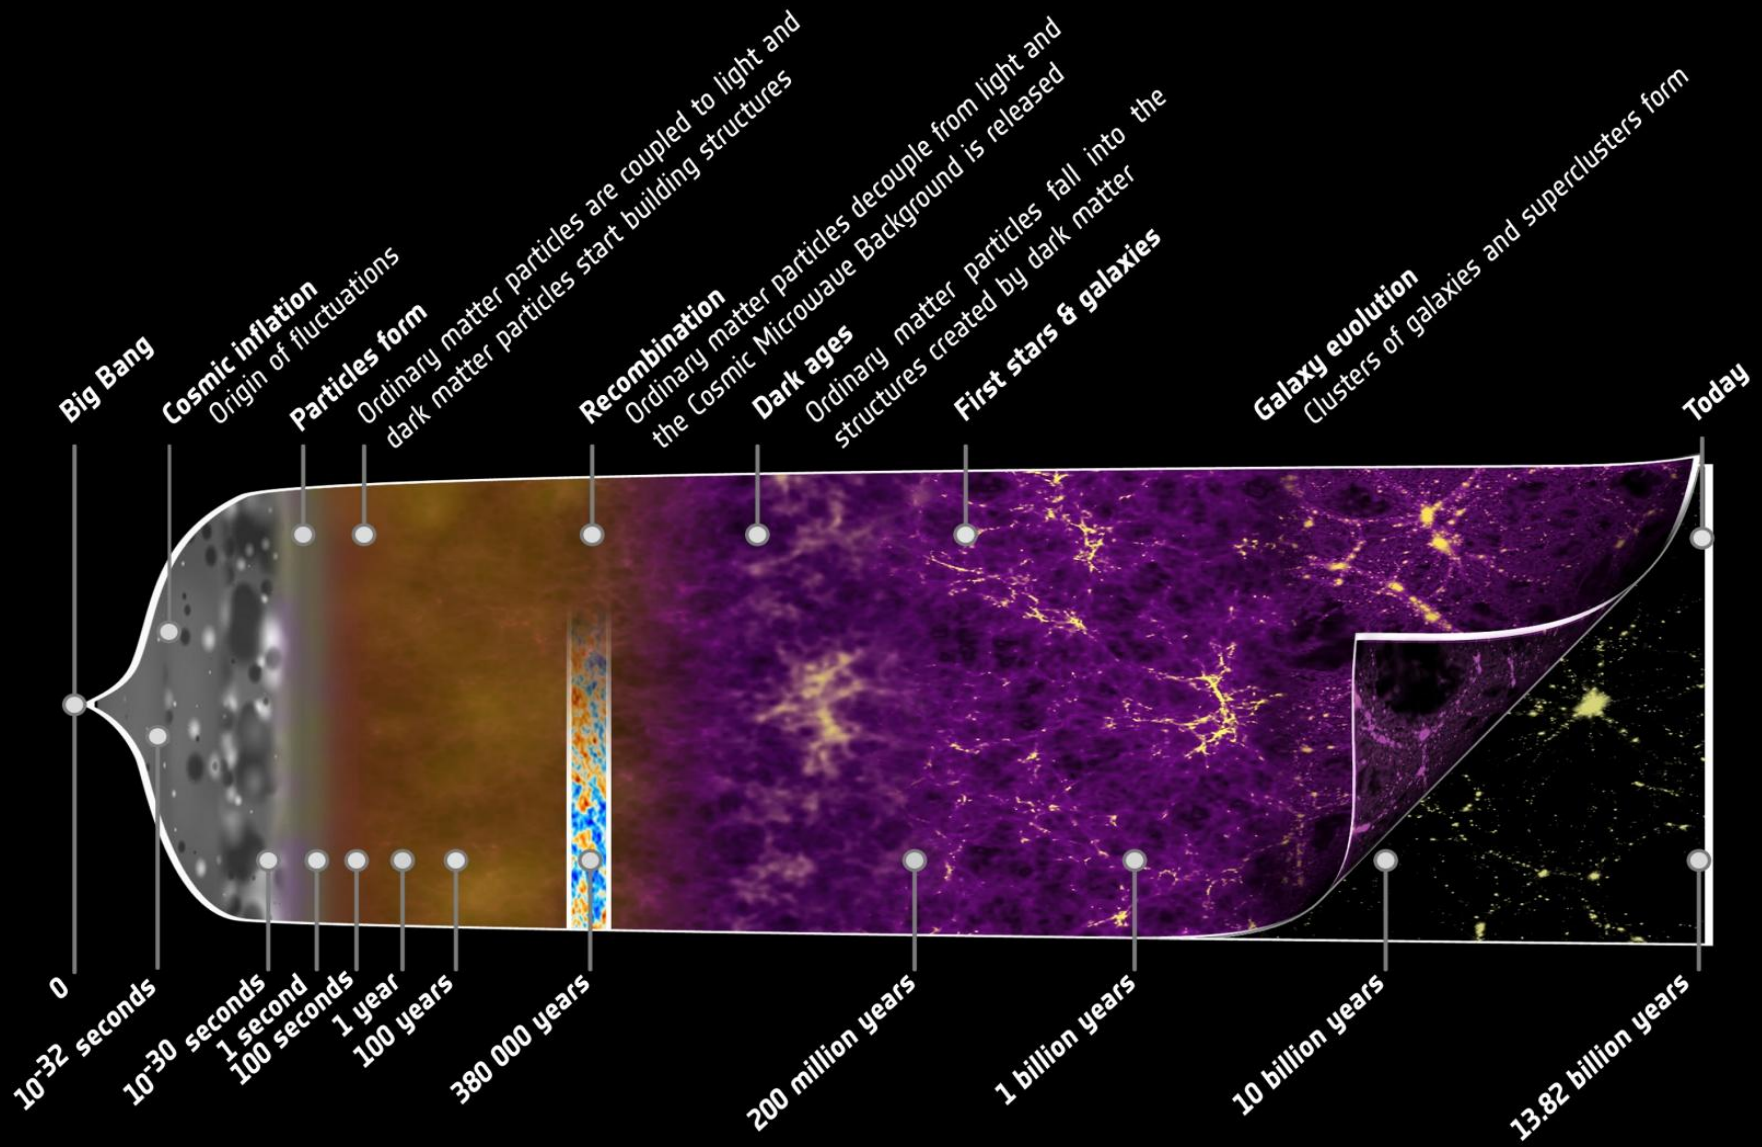 Big Bang
Cosmic inflation
Origin of fluctuations
Particles form
Ordinary matter particles are coupled to light and
dark matter particles start building structures
Recombination
Ordinary matter particles decouple from light and
the Cosmic Microwave Background is released
Dark ages
Ordinary matter particles fall into the
structures created by dark matter
First stars & galaxies
Galaxy evolution
Clusters of galaxies and superclusters form
Today
0
10⁻³² seconds
10⁻³⁰ seconds
1 second
100 seconds
1 year
100 years
380 000 years
200 million years
1 billion years
10 billion years
13.82 billion years